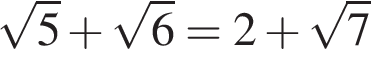 √5 + √6 = 2 + √7